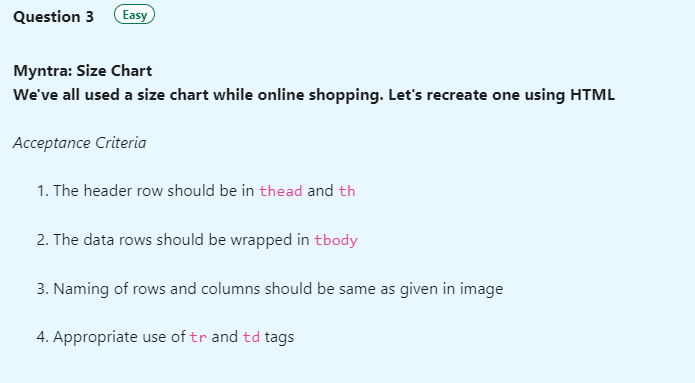 Question 3 Easy
Myntra: Size Chart
We've all used a size chart while online shopping. Let's recreate one using HTML
Acceptance Criteria
1. The header row should be in thead and th
2. The data rows should be wrapped in tbody
3. Naming of rows and columns should be same as given in image
4. Appropriate use of tr and td tags